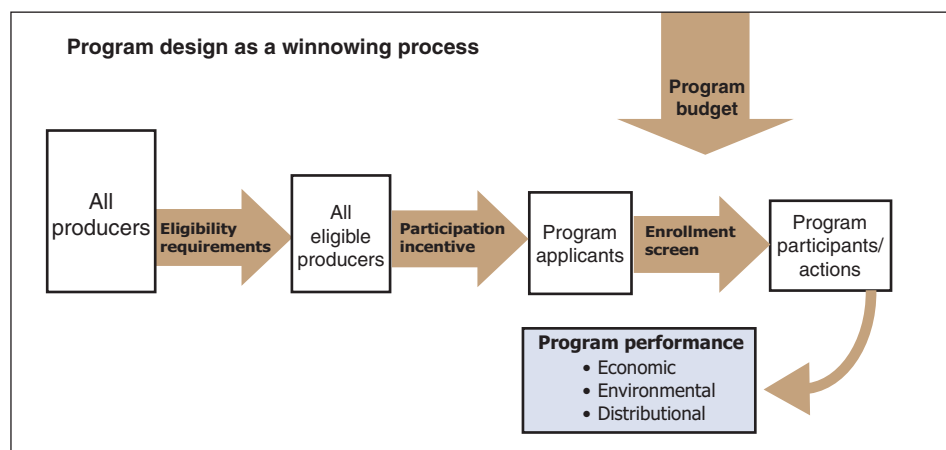 Program design as a winnowing process
Program
budget
All
producers
Eligibility
requirements
All
eligible
producers
Participation
incentive
Program
applicants
Enrollment
screen
Program
participants/
actions
Program performance
• Economic
• Environmental
• Distributional